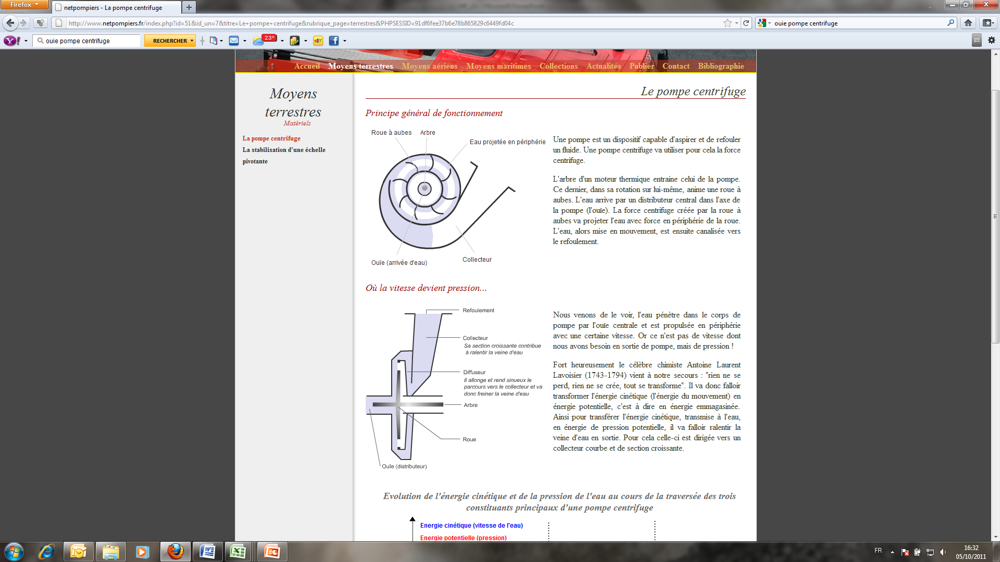 Firefox
netpompiers - La pompe centrifuge
http://www.netpompiers.fr/index.php?id=51&id_un=7&titre=Le+pompe+centrifuge&rubrique_page=terrestres&PHPSESSID=91df6fee37b6e78b865829c6449fd04c
ouie pompe centrifuge
ouie pompe centrifuge
RECHERCHER
23°
Accueil Moyens terrestres Moyens aériens Moyens maritimes Collections Actualités Publier Contact Bibliographie
Moyens
terrestres
Matériels
La pompe centrifuge
La stabilisation d'une échelle
pivotante
Le pompe centrifuge
Principe général de fonctionnement
Roue à aubes
Arbre
Eau projetée en périphérie
Ouïe (arrivée d'eau)
Collecteur
Une pompe est un dispositif capable d'aspirer et de refouler
un fluide. Une pompe centrifuge va utiliser pour cela la force
centrifuge.
L'arbre d'un moteur thermique entraine celui de la pompe.
Ce dernier, dans sa rotation sur lui-même, anime une roue à
aubes. L'eau arrive par un distributeur central dans l'axe de
la pompe (l'ouïe). La force centrifuge créée par la roue à
aubes va projeter l'eau avec force en périphérie de la roue.
L'eau, alors mise en mouvement, est ensuite canalisée vers
le refoulement.
Où la vitesse devient pression...
Refoulement
Collecteur
Sa section croissante contribue
à ralentir la veine d'eau
Diffuseur
Il allonge et rend sinueux le
parcours vers le collecteur et va
donc freiner la veine d'eau
Arbre
Roue
Ouïe (distributeur)
Nous venons de le voir, l'eau pénètre dans le corps de
pompe par l'ouïe centrale et est propulsée en périphérie
avec une certaine vitesse. Or ce n'est pas de vitesse dont
nous avons besoin en sortie de pompe, mais de pression !
Fort heureusement le célèbre chimiste Antoine Laurent
Lavoisier (1743-1794) vient à notre secours : "rien ne se
perd, rien ne se crée, tout se transforme". Il va donc falloir
transformer l'énergie cinétique (l'énergie du mouvement) en
énergie potentielle, c'est à dire en énergie emmagasinée.
Ainsi pour transférer l'énergie cinétique, transmise à l'eau,
en énergie de pression potentielle, il va falloir ralentir la
veine d'eau en sortie. Pour cela celle-ci est dirigée vers un
collecteur courbe et de section croissante.
Evolution de l'énergie cinétique et de la pression de l'eau au cours de la traversée des trois
constituants principaux d'une pompe centrifuge
Energie cinétique (vitesse de l'eau)
Energie potentielle (pression)
FR
16:32
05/10/2011